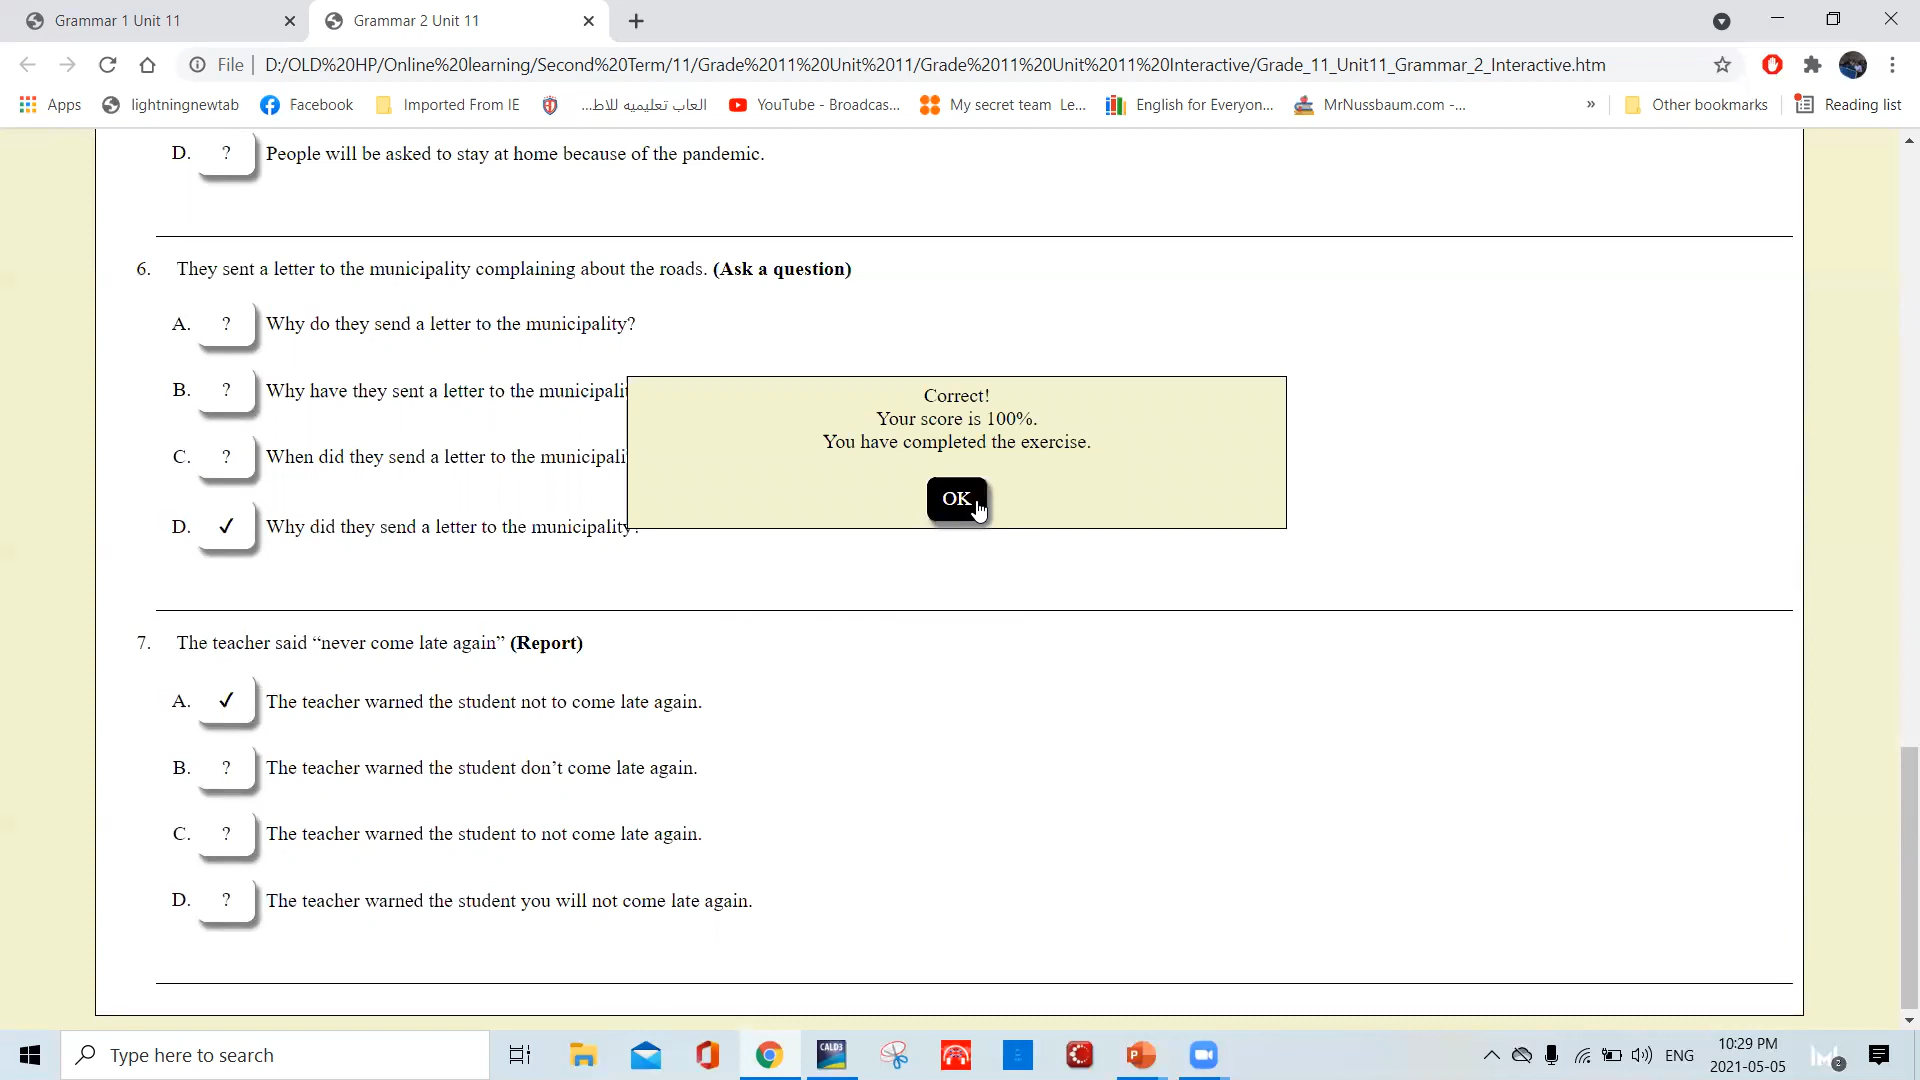 Grammar 1 Unit 11
Grammar 2 Unit 11
File
D:/OLD%20HP/Online%20learning/Second%20Term/11/Grade%2011%20Unit%2011/Grade%2011%20Unit%2011%20Interactive/Grade_11_Unit11_Grammar_2_Interactive.htm
Apps
lightningnewtab
Facebook
Imported From IE
العاب تعليميه للاط...
YouTube - Broadcas...
My secret team Le...
English for Everyon...
MrNussbaum.com -...
»
Other bookmarks
Reading list
D. ? People will be asked to stay at home because of the pandemic.
6. They sent a letter to the municipality complaining about the roads. (Ask a question)
A. ? Why do they send a letter to the municipality?
B. ? Why have they sent a letter to the municipalit
C. ? When did they send a letter to the municipali
D. ✓ Why did they send a letter to the municipality?
Correct!
Your score is 100%.
You have completed the exercise.
OK
7. The teacher said “never come late again” (Report)
A. ✓ The teacher warned the student not to come late again.
B. ? The teacher warned the student don’t come late again.
C. ? The teacher warned the student to not come late again.
D. ? The teacher warned the student you will not come late again.
Type here to search
CALD3
ENG
10:29 PM
2021-05-05
2